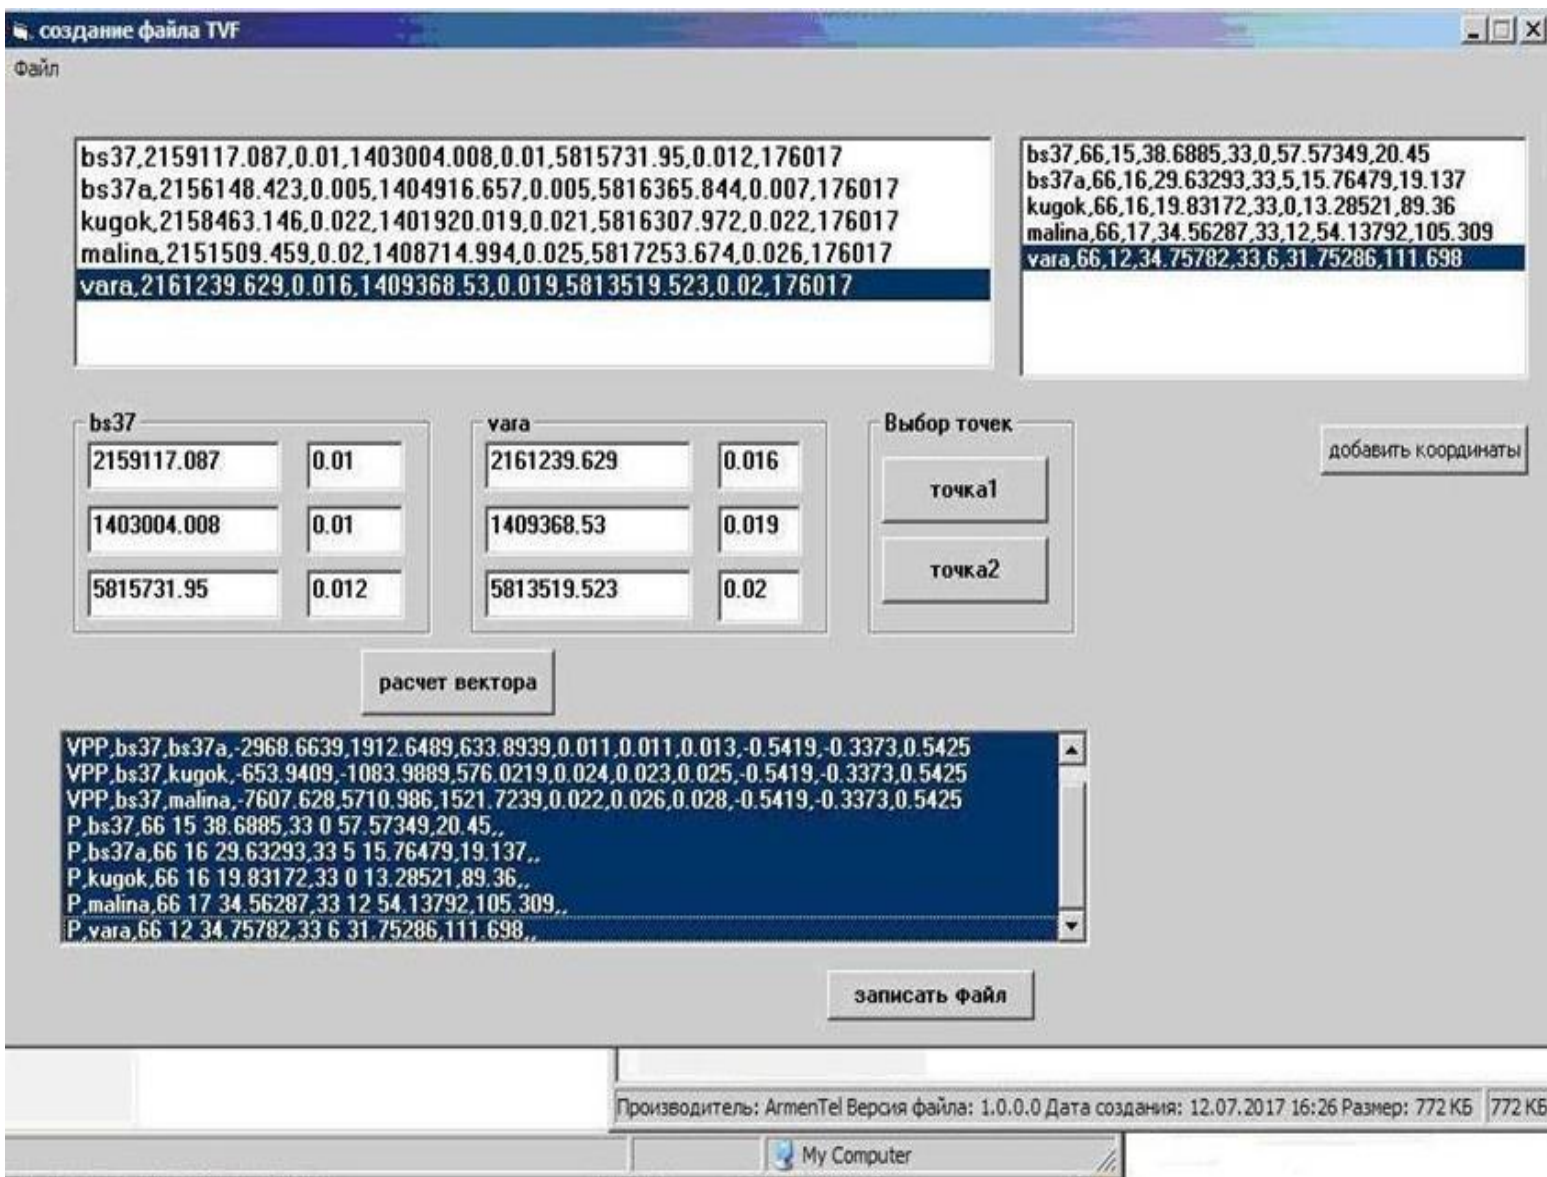 создание файла TVF
Файл
bs37,2159117.087,0.01,1403004.008,0.01,5815731.95,0.012,176017
bs37a,2156148.423,0.005,1404916.657,0.005,5816365.844,0.007,176017
kugok,2158463.146,0.022,1401920.019,0.021,5816307.972,0.022,176017
malina,2151509.459,0.02,1408714.994,0.025,5817253.674,0.026,176017
vara,2161239.629,0.016,1409368.53,0.019,5813519.523,0.02,176017
bs37,66,15,38.6885,33,0,57.57349,20.45
bs37a,66,16,29.63293,33,5,15.76479,19.137
kugok,66,16,19.83172,33,0,13.28521,89.36
malina,66,17,34.56287,33,12,54.13792,105.309
vara,66,12,34.75782,33,6,31.75286,111.698
bs37
2159117.087 0.01
1403004.008 0.01
5815731.95 0.012
vara
2161239.629 0.016
1409368.53 0.019
5813519.523 0.02
Выбор точек
точка1
точка2
добавить координаты
расчет вектора
VPP,bs37,bs37a,-2968.6639,1912.6489,633.8939,0.011,0.011,0.013,-0.5419,-0.3373,0.5425
VPP,bs37,kugok,-653.9409,-1083.9889,576.0219,0.024,0.023,0.025,-0.5419,-0.3373,0.5425
VPP,bs37,malina,-7607.628,5710.986,1521.7239,0.022,0.026,0.028,-0.5419,-0.3373,0.5425
P,bs37,66 15 38.6885,33 0 57.57349,20.45,,
P,bs37a,66 16 29.63293,33 5 15.76479,19.137,,
P,kugok,66 16 19.83172,33 0 13.28521,89.36,,
P,malina,66 17 34.56287,33 12 54.13792,105.309,,
P,vara,66 12 34.75782,33 6 31.75286,111.698,,
записать файл
Производитель: ArmenTel Версия файла: 1.0.0.0 Дата создания: 12.07.2017 16:26 Размер: 772 КБ 772 КБ
My Computer